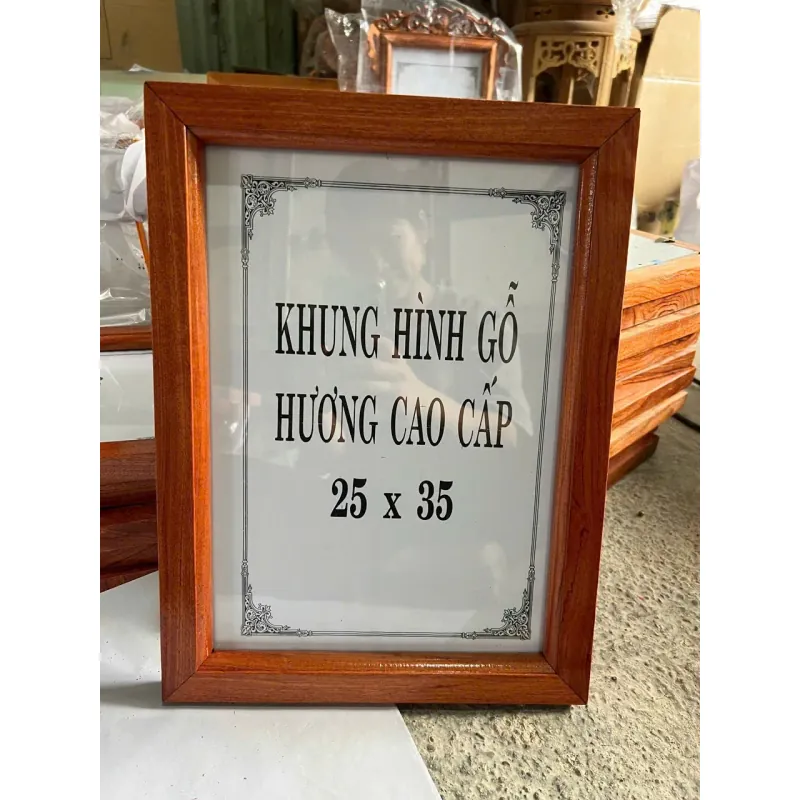 KHUNG HÌNH GỖ
HƯƠNG CAO CẤP
25 x 35